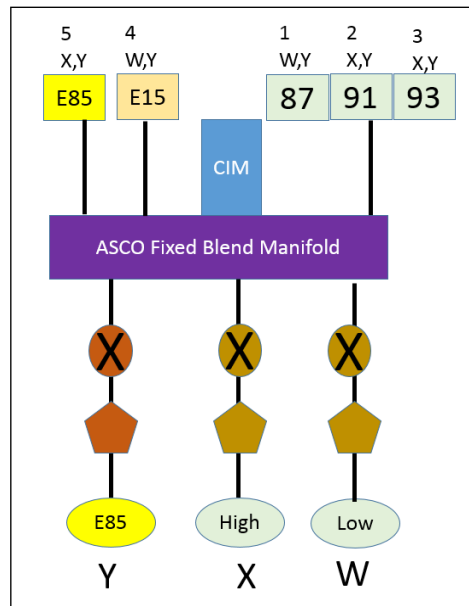 5
X,Y
4
W,Y
1
W,Y
2
X,Y
3
X,Y
E85
E15
87
91
93
CIM
ASCO Fixed Blend Manifold
X
X
X
E85
High
Low
Y
X
W